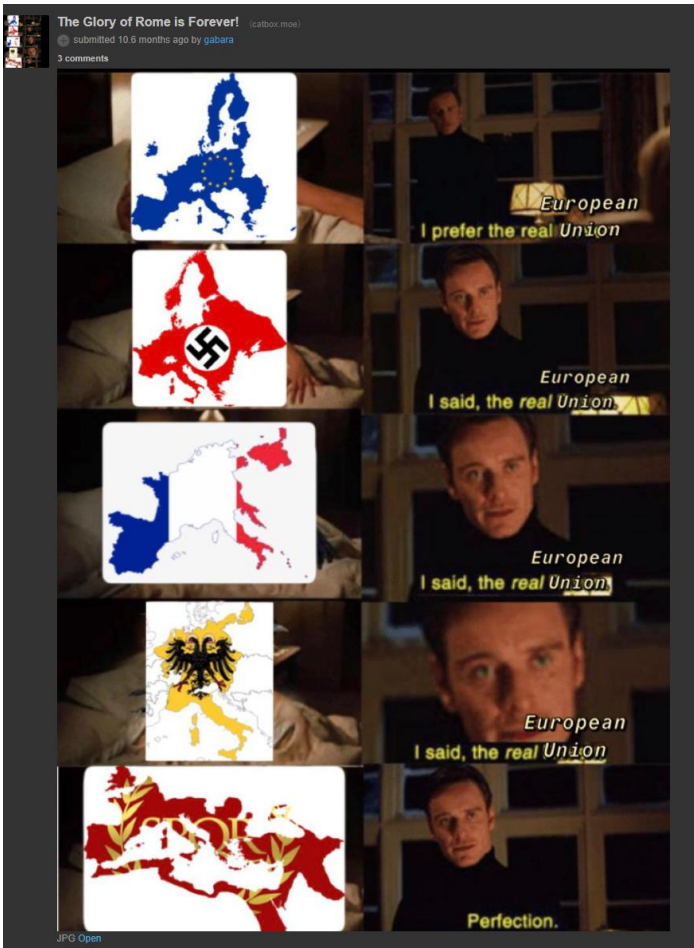 The Glory of Rome is Forever! (catbox.moe)
submitted 10.6 months ago by gabara
3 comments
European
I prefer the real Union
European
I said, the real Union
European
I said, the real Union
European
I said, the real Union
SPQR
Perfection.
JPG Open